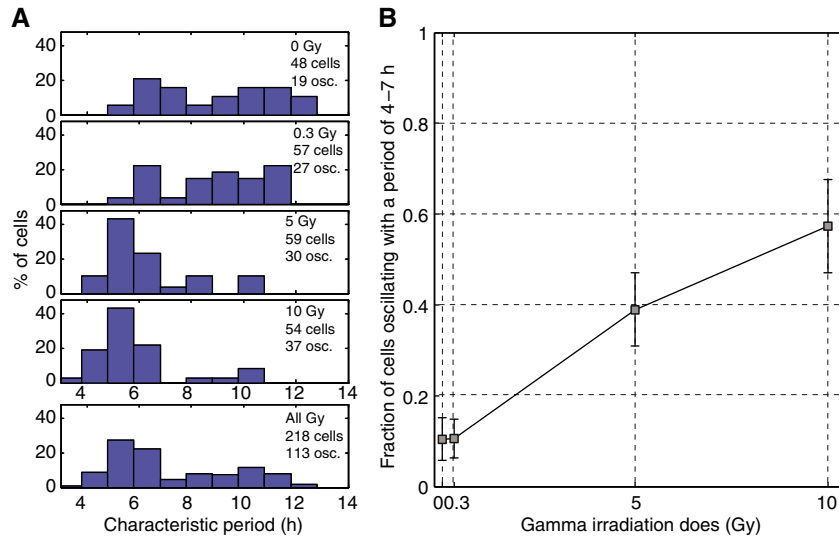 A
40
20
0
0 Gy
48 cells
19 osc.
40
20
0
0.3 Gy
57 cells
27 osc.
40
20
0
5 Gy
59 cells
30 osc.
40
20
0
10 Gy
54 cells
37 osc.
4 6 8 10 12 14
40
20
0
All Gy
218 cells
113 osc.
4 6 8 10 12 14
% of cells
Characteristic period (h)
B
1
0.8
0.6
0.4
0.2
0
00.3 5 10
Fraction of cells oscillating with a period of 4–7 h
Gamma irradiation does (Gy)